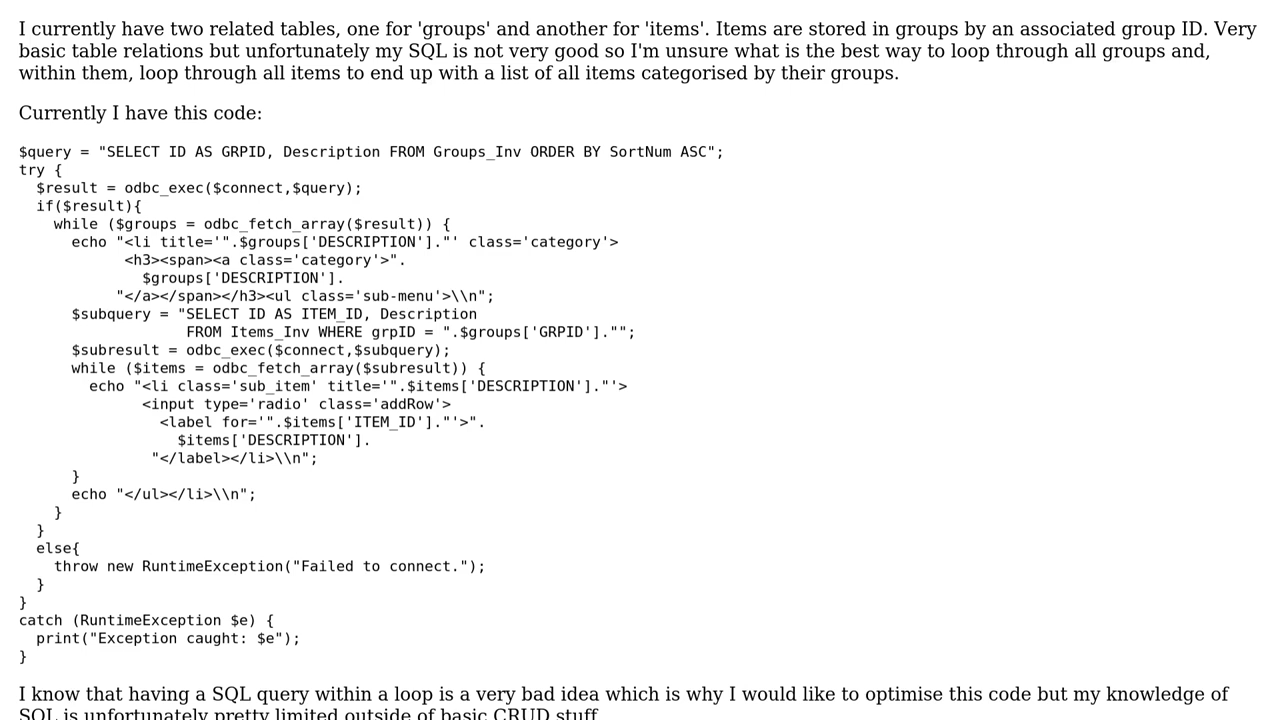 I currently have two related tables, one for 'groups' and another for 'items'. Items are stored in groups by an associated group ID. Very
basic table relations but unfortunately my SQL is not very good so I'm unsure what is the best way to loop through all groups and,
within them, loop through all items to end up with a list of all items categorised by their groups.
Currently I have this code:
$query = "SELECT ID AS GRPID, Description FROM Groups_Inv ORDER BY SortNum ASC";
try {
  $result = odbc_exec($connect,$query);
  if($result){
    while ($groups = odbc_fetch_array($result)) {
      echo "<li title='".$groups['DESCRIPTION']."' class='category'>
            <h3><span><a class='category'>".
              $groups['DESCRIPTION'].
           "</a></span></h3><ul class='sub-menu'>\\n";
      $subquery = "SELECT ID AS ITEM_ID, Description
                   FROM Items_Inv WHERE grpID = ".$groups['GRPID']."";
      $subresult = odbc_exec($connect,$subquery);
      while ($items = odbc_fetch_array($subresult)) {
        echo "<li class='sub_item' title='".$items['DESCRIPTION']."'>
              <input type='radio' class='addRow'>
                <label for='".$items['ITEM_ID']."'>".
                  $items['DESCRIPTION'].
               "</label></li>\\n";
      }
      echo "</ul></li>\\n";
    }
  }
  else{
    throw new RuntimeException("Failed to connect.");
  }
}
catch (RuntimeException $e) {
  print("Exception caught: $e");
}
I know that having a SQL query within a loop is a very bad idea which is why I would like to optimise this code but my knowledge of
SQL is unfortunately pretty limited outside of basic CRUD stuff